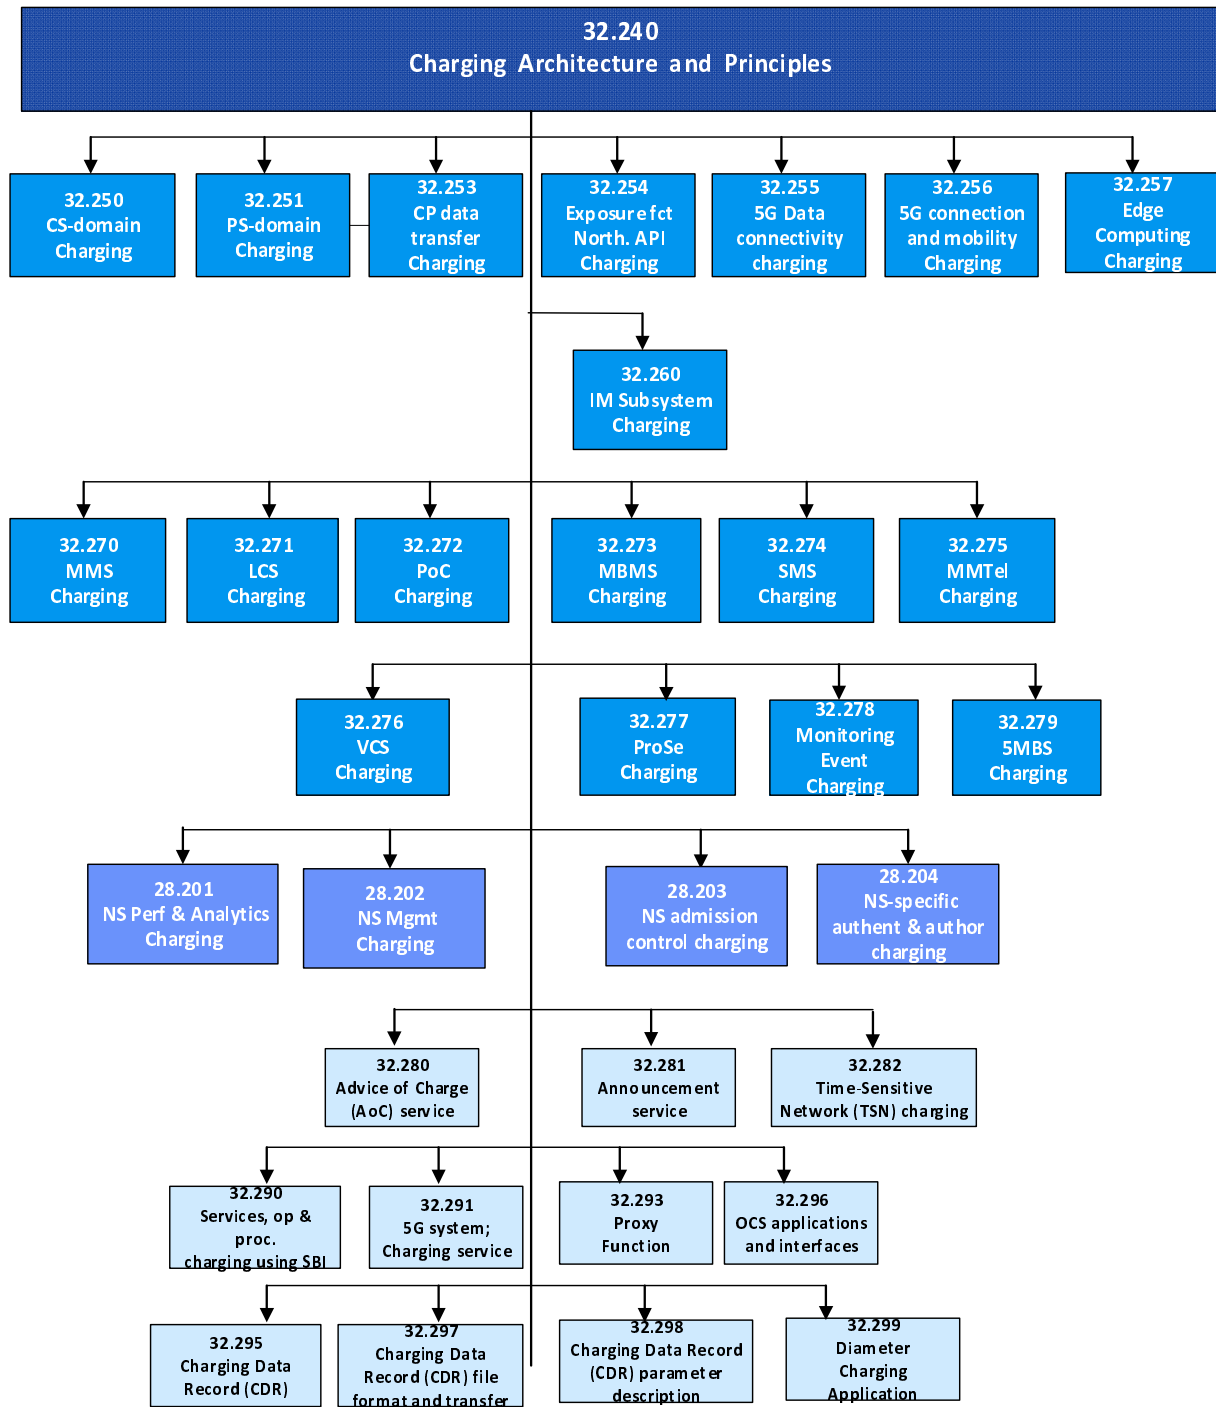 32.240
Charging Architecture and Principles
32.250
CS-domain
Charging
32.251
PS-domain
Charging
32.253
CP data
transfer
Charging
32.254
Exposure fct
North. API
Charging
32.255
5G Data
connectivity
charging
32.256
5G connection
and mobility
Charging
32.257
Edge
Computing
Charging
32.260
IM Subsystem
Charging
32.270
MMS
Charging
32.271
LCS
Charging
32.272
PoC
Charging
32.273
MBMS
Charging
32.274
SMS
Charging
32.275
MMTel
Charging
32.276
VCS
Charging
32.277
ProSe
Charging
32.278
Monitoring
Event
Charging
32.279
5MBS
Charging
28.201
NS Perf & Analytics
Charging
28.202
NS Mgmt
Charging
28.203
NS admission
control charging
28.204
NS-specific
authent & author
charging
32.280
Advice of Charge
(AoC) service
32.281
Announcement
service
32.282
Time-Sensitive
Network (TSN) charging
32.290
Services, op &
proc.
charging using SBI
32.291
5G system;
Charging service
32.293
Proxy
Function
32.296
OCS applications
and interfaces
32.295
Charging Data
Record (CDR)
32.297
Charging Data
Record (CDR) file
format and transfer
32.298
Charging Data Record
(CDR) parameter
description
32.299
Diameter
Charging
Application